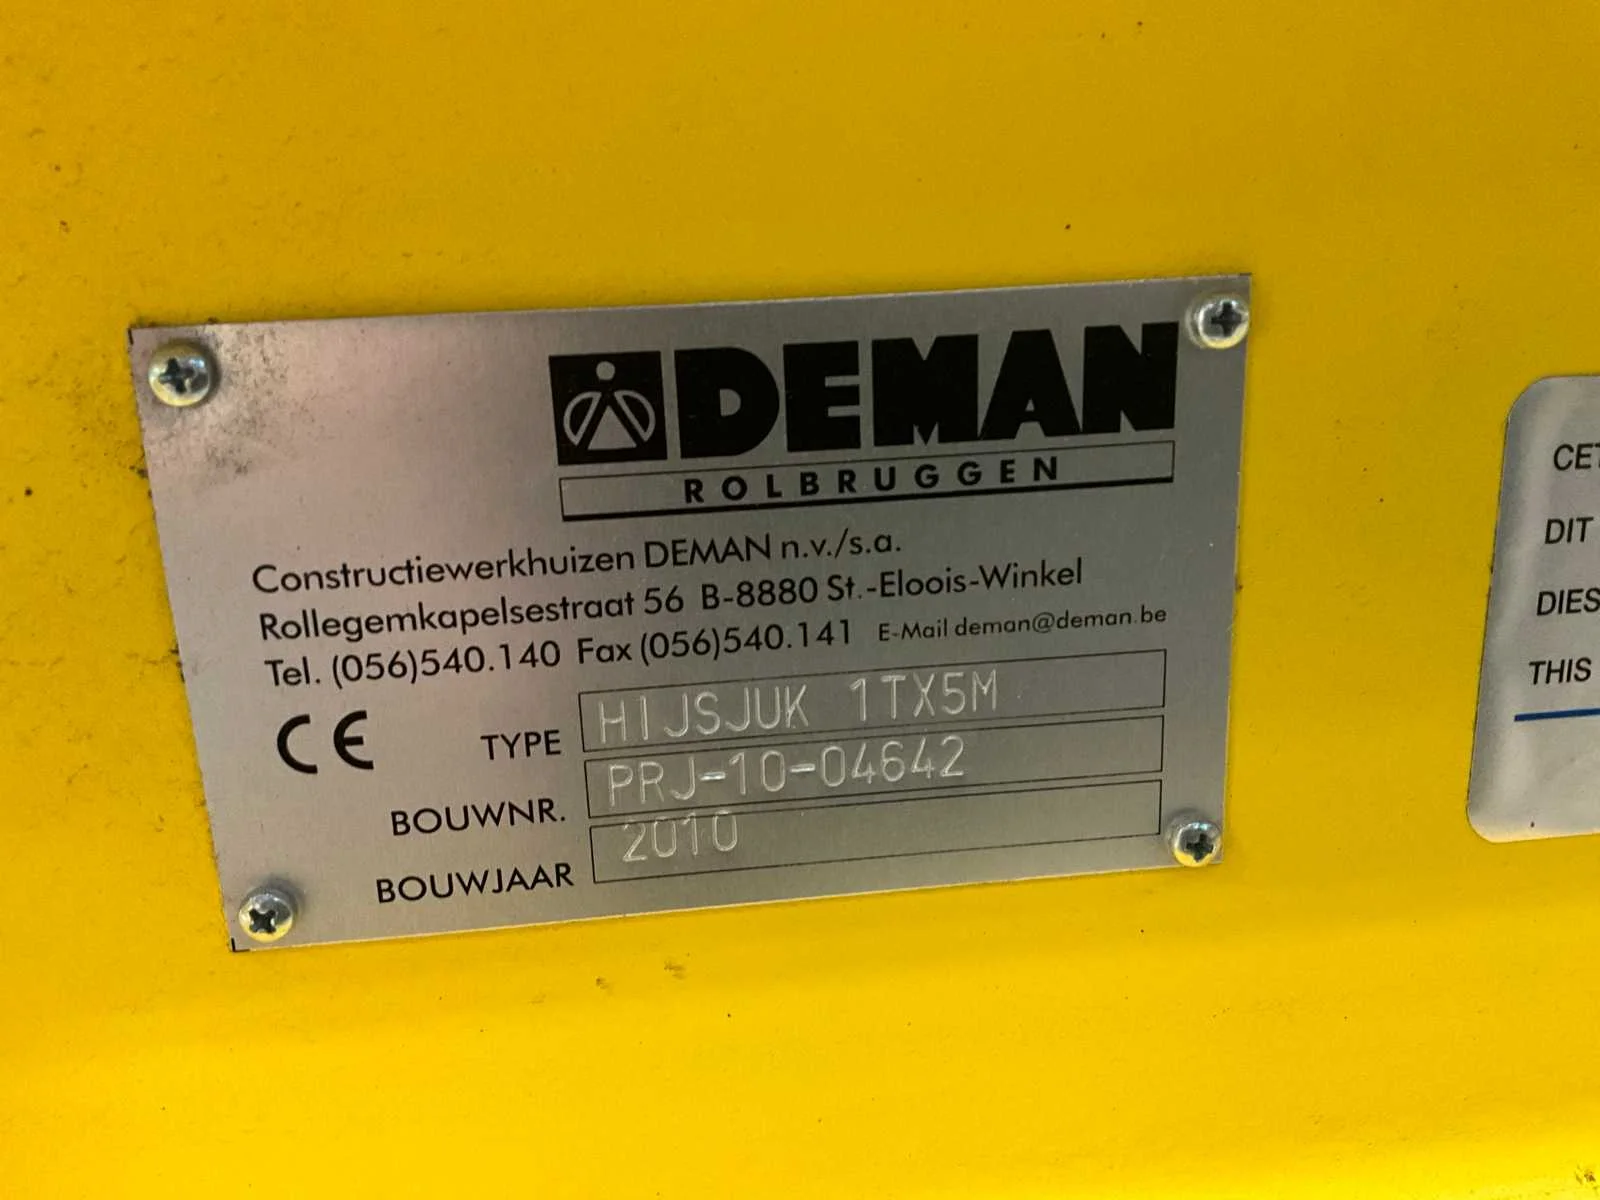 DEMAN
ROLBRUGGEN
Constructiewerkhuizen DEMAN n.v./s.a.
Rollegemkapelsestraat 56 B-8880 St.-Eloois-Winkel
Tel. (056)540.140 Fax (056)540.141 E-Mail deman@deman.be
CE
TYPE HIJSJUK 1TX5M
BOUWNR. PRJ-10-04642
BOUWJAAR 2010
DIT
THIS